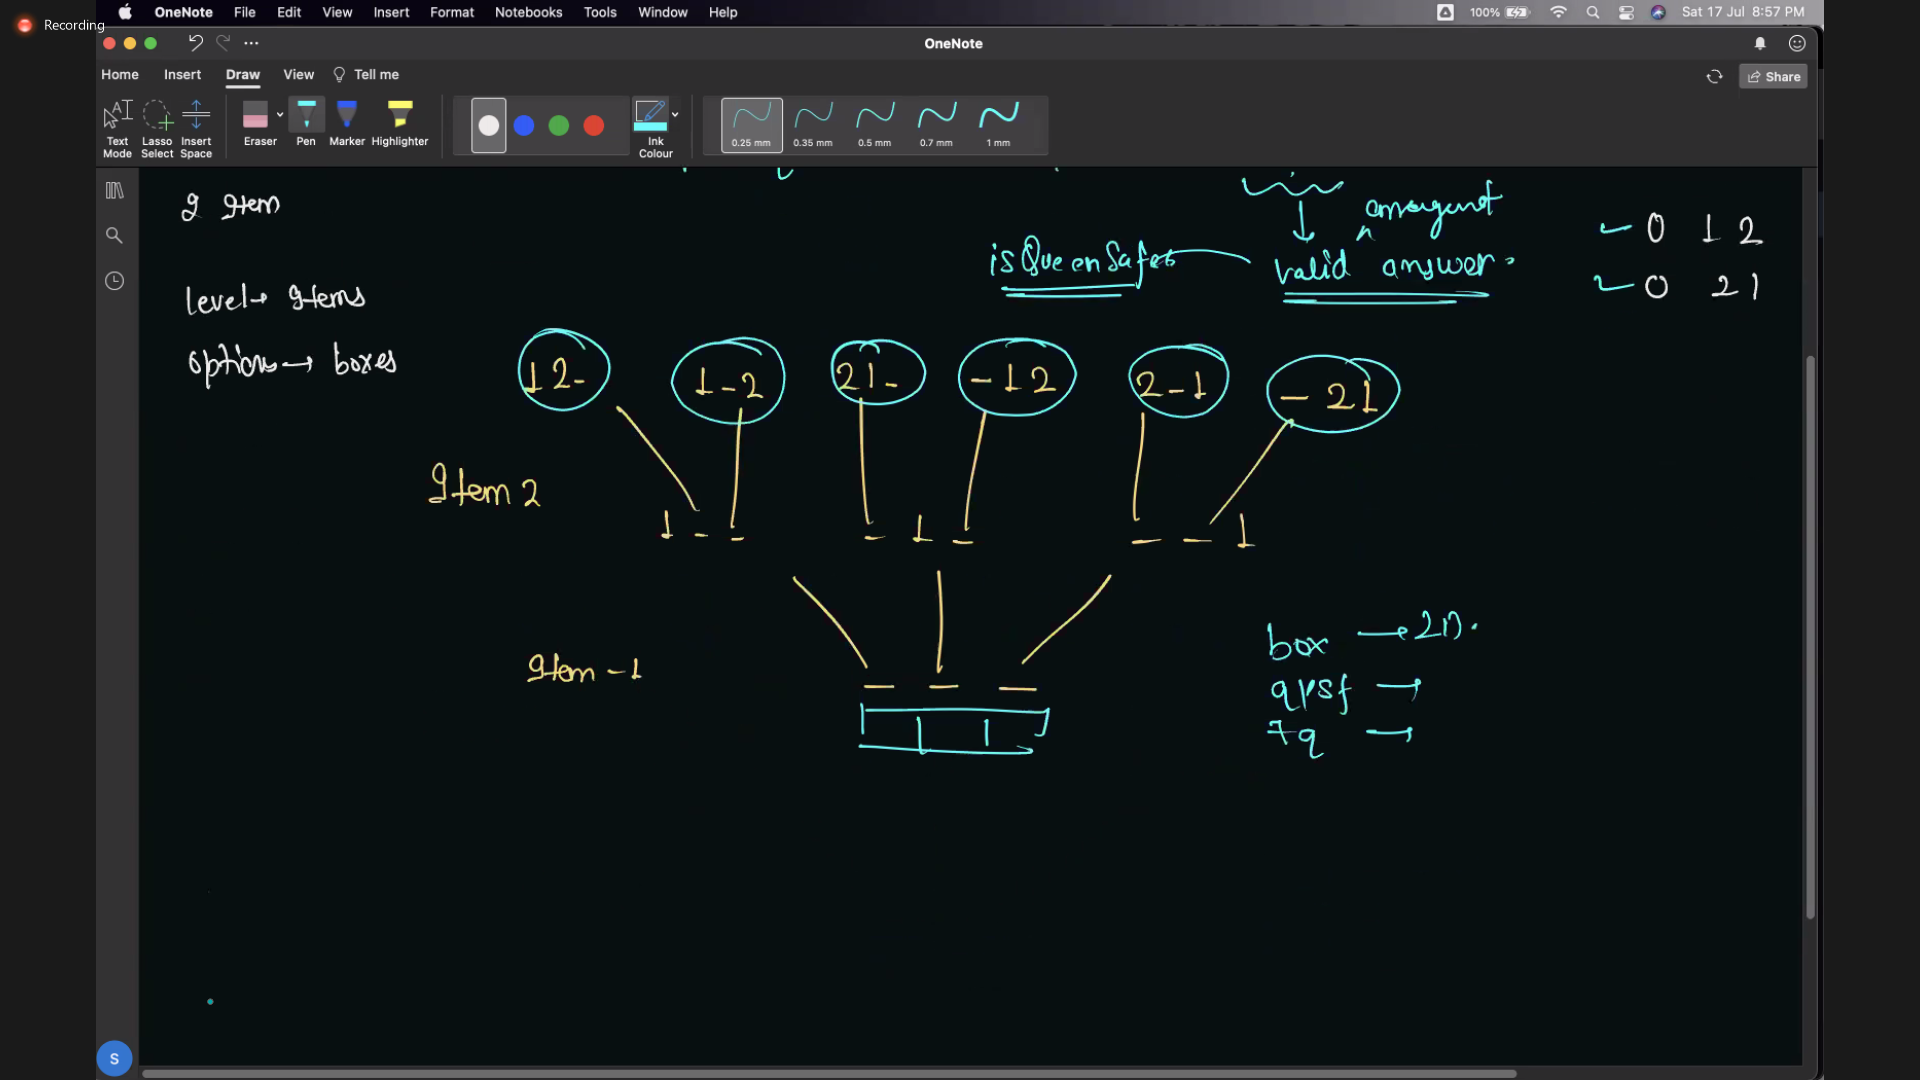 Recording
OneNote File Edit View Insert Format Notebooks Tools Window Help
100% Sat 17 Jul 8:57 PM
OneNote
Home Insert Draw View Tell me
Share
Text Mode
Lasso Select
Insert Space
Eraser
Pen
Marker
Highlighter
Ink Colour
0.25 mm
0.35 mm
0.5 mm
0.7 mm
1 mm
2 Item
level → Items
options → boxes
isQueenSafe
valid answer.
0 1 2
0 2 1
1 2 -
1 - 2
2 1 -
- 1 2
2 - 1
- 2 1
Item 2
1 - -
- 1 -
- - 1
Item - 1
- - -
box → 2D.
qpsf →
tq →
S